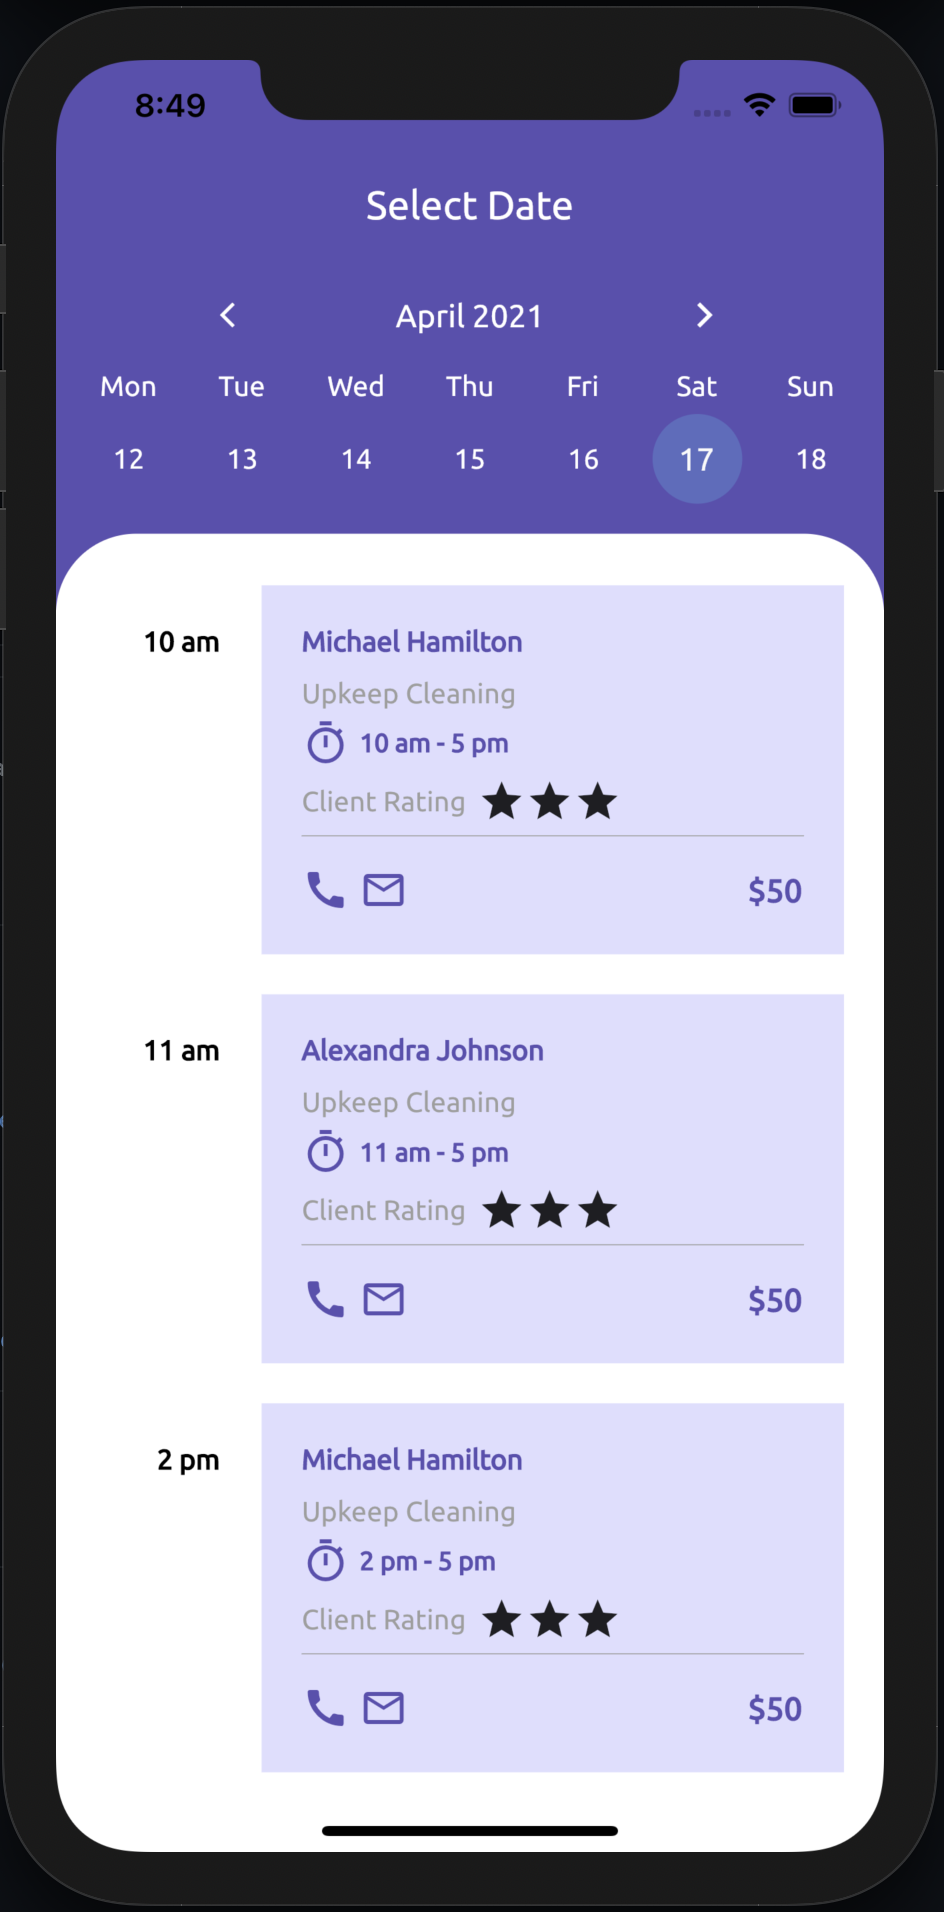 8:49
Select Date
April 2021
Mon Tue Wed Thu Fri Sat Sun
12 13 14 15 16 17 18
10 am
Michael Hamilton
Upkeep Cleaning
10 am - 5 pm
Client Rating
$50
11 am
Alexandra Johnson
Upkeep Cleaning
11 am - 5 pm
Client Rating
$50
2 pm
Michael Hamilton
Upkeep Cleaning
2 pm - 5 pm
Client Rating
$50